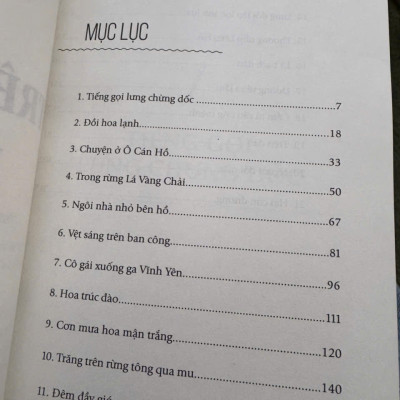 MỤC LỤC
1. Tiếng gọi lưng chừng dốc ........ 7
2. Đồi hoa lạnh ........ 18
3. Chuyện ở Ô Cán Hồ ........ 33
4. Trong rừng Lá Vàng Chải ........ 50
5. Ngôi nhà nhỏ bên hồ ........ 67
6. Vệt sáng trên ban công ........ 81
7. Cô gái xuống ga Vĩnh Yên ........ 96
8. Hoa trúc đào ........ 111
9. Cơn mưa hoa mận trắng ........ 120
10. Trăng trên rừng tông qua mu ........ 140
11. Đêm đầy gió